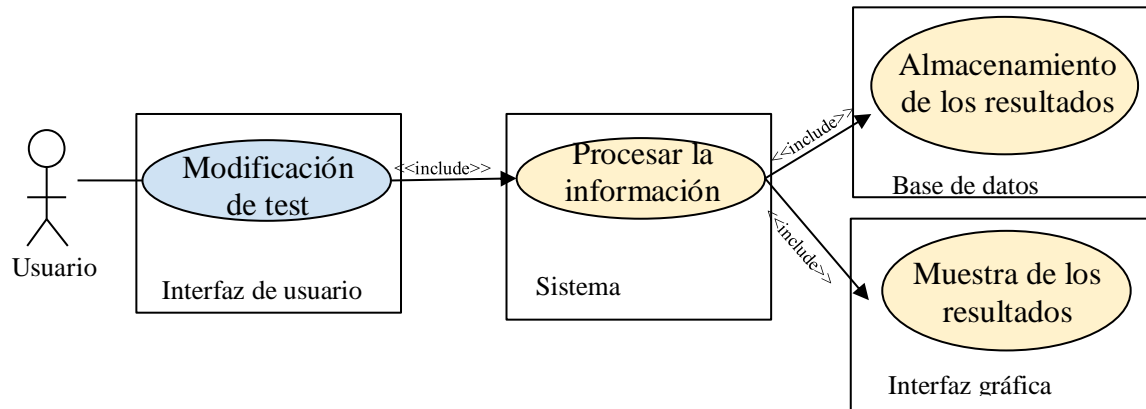 Usuario
Modificación
de test
Interfaz de usuario
<<include>>
Procesar la
información
Sistema
<<include>>
<<include>>
Almacenamiento
de los resultados
Base de datos
Muestra de los
resultados
Interfaz gráfica